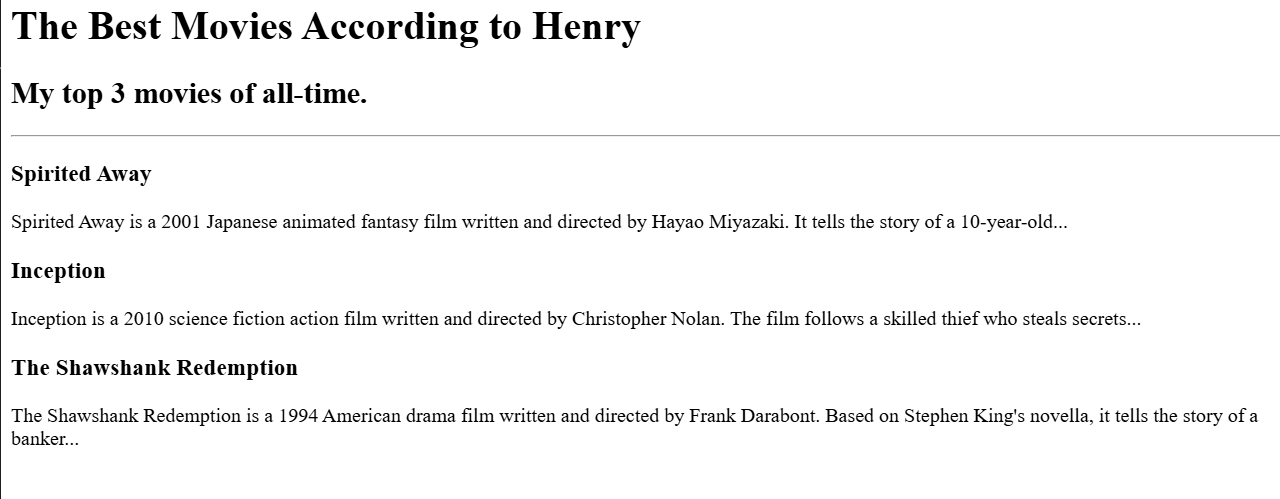 The Best Movies According to Henry
My top 3 movies of all-time.
Spirited Away
Spirited Away is a 2001 Japanese animated fantasy film written and directed by Hayao Miyazaki. It tells the story of a 10-year-old...
Inception
Inception is a 2010 science fiction action film written and directed by Christopher Nolan. The film follows a skilled thief who steals secrets...
The Shawshank Redemption
The Shawshank Redemption is a 1994 American drama film written and directed by Frank Darabont. Based on Stephen King's novella, it tells the story of a
banker...